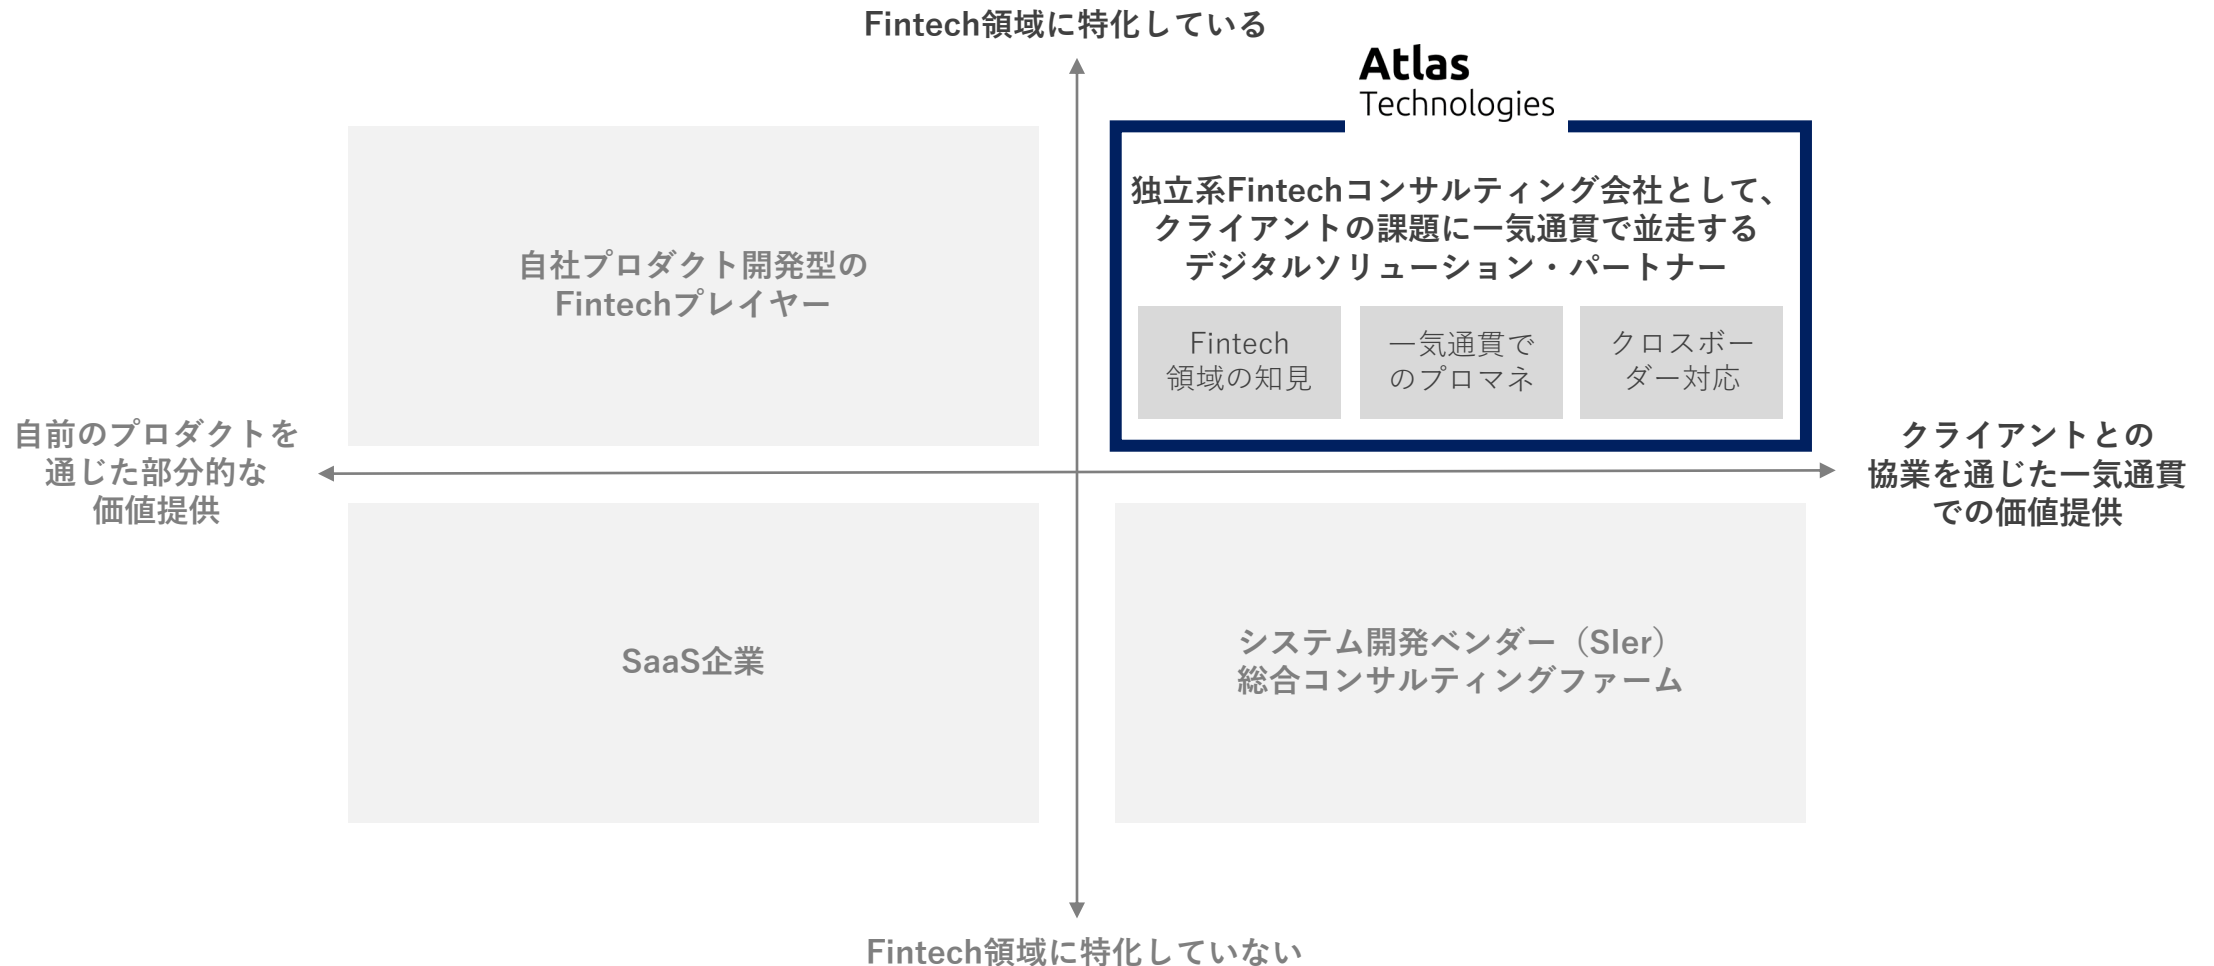 Fintech領域に特化している
Atlas
Technologies
独立系Fintechコンサルティング会社として、
クライアントの課題に一気通貫で並走する
デジタルソリューション・パートナー
Fintech
領域の知見
一気通貫で
のプロマネ
クロスボー
ダー対応
自社プロダクト開発型の
Fintechプレイヤー
自前のプロダクトを
通じた部分的な
価値提供
クライアントとの
協業を通じた一気通貫
での価値提供
SaaS企業
システム開発ベンダー（SIer）
総合コンサルティングファーム
Fintech領域に特化していない